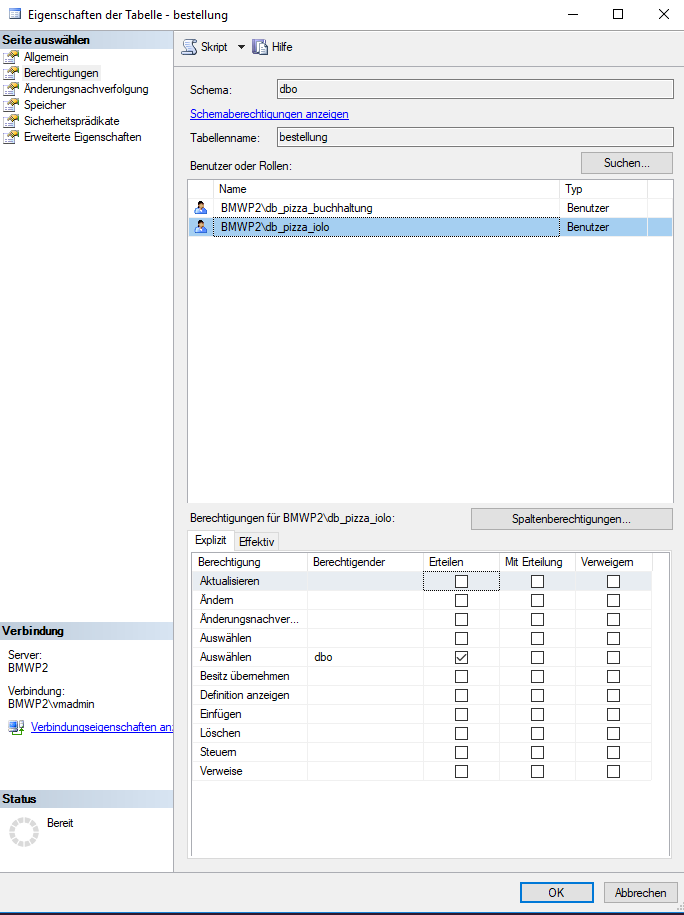 Eigenschaften der Tabelle - bestellung
Seite auswählen
Allgemein
Berechtigungen
Änderungsnachverfolgung
Speicher
Sicherheitsprädikate
Erweiterte Eigenschaften
Skript
Hilfe
Schema:
dbo
Schemaberechtigungen anzeigen
Tabellenname:
bestellung
Benutzer oder Rollen:
Suchen...
Name Typ
BMWP2\db_pizza_buchhaltung Benutzer
BMWP2\db_pizza_iolo Benutzer
Berechtigungen für BMWP2\db_pizza_iolo:
Spaltenberechtigungen...
Explizit Effektiv
Berechtigung Berechtigender Erteilen Mit Erteilung Verweigern
Aktualisieren
Ändern
Änderungsnachver...
Auswählen
Auswählen dbo
Besitz übernehmen
Definition anzeigen
Einfügen
Löschen
Steuern
Verweise
Verbindung
Server:
BMWP2
Verbindung:
BMWP2\vmadmin
Verbindungseigenschaften an
Status
Bereit
OK
Abbrechen